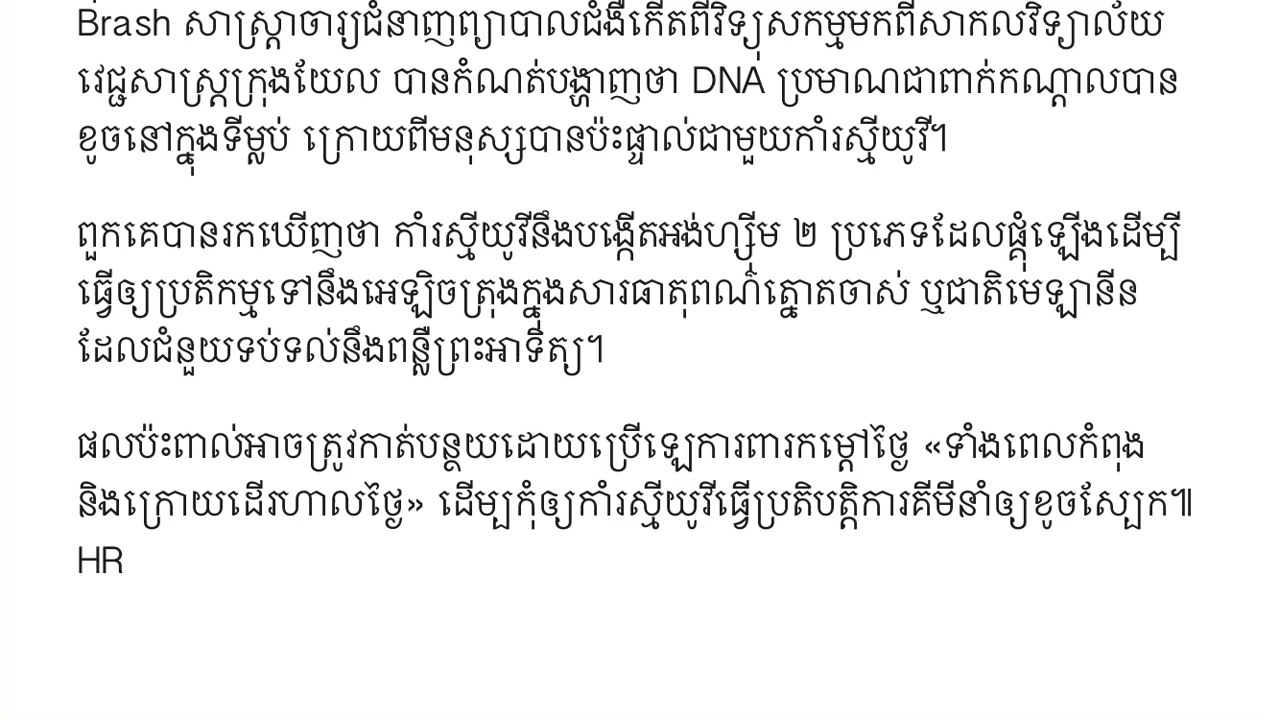 Brash សាស្ត្រាចារ្យជំនាញព្យាបាលជំងឺកើតពីវិទ្យុសកម្មមកពីសាកលវិទ្យាល័យ
វេជ្ជសាស្ត្រក្រុងយែល បានកំណត់បង្ហាញថា DNA ប្រមាណជាពាក់កណ្តាលបាន
ខូចនៅក្នុងទីម្លប់ ក្រោយពីមនុស្សបានប៉ះផ្ទាល់ជាមួយកាំរស្មីយូវី។
ពួកគេបានរកឃើញថា កាំរស្មីយូវីនឹងបង្កើតអង់ហ្ស៊ីម ២ ប្រភេទដែលផ្គុំឡើងដើម្បី
ធ្វើឲ្យប្រតិកម្មទៅនឹងអេឡិចត្រុងក្នុងសារធាតុពណ៌ត្នោតចាស់ ឬជាតិមេឡានីន
ដែលជំនួយទប់ទល់នឹងពន្លឺព្រះអាទិត្យ។
ផលប៉ះពាល់អាចត្រូវកាត់បន្ថយដោយប្រើឡេការពារកម្តៅថ្ងៃ «ទាំងពេលកំពុង
និងក្រោយដើរហាលថ្ងៃ» ដើម្បកុំឲ្យកាំរស្មីយូវីធ្វើប្រតិបត្តិការគីមីនាំឲ្យខូចស្បែក៕
HR